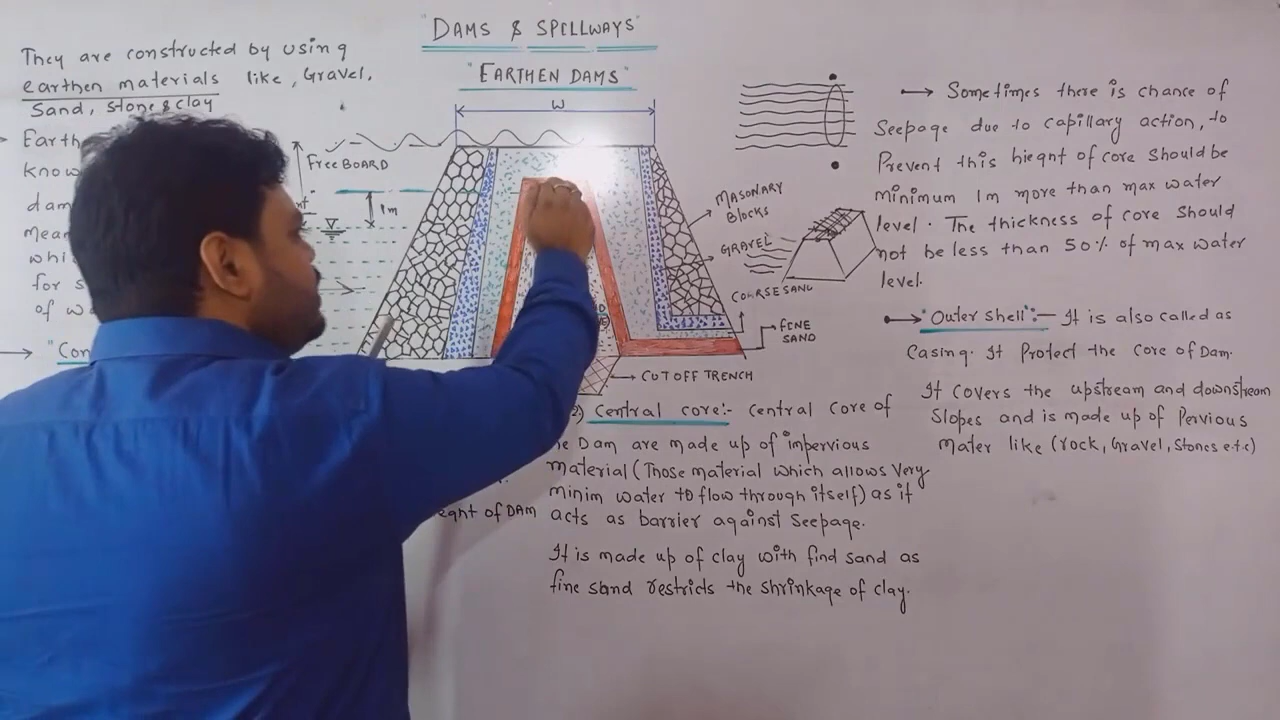 "DAMS & SPELLWAYS"
"EARTHEN DAMS"
They are constructed by using
earthen materials like, Gravel,
Sand, stone & clay
Earth
know
dam
mean
whi
for s
of w
"Con
W
Free BOARD
1m
MASONARY
Blocks
GRAVEL
COURSE SAND
fiNE
SAND
CUT OFF TRENCH
2) Central core:- Central core of
e Dam are made up of impervious
material (Those material which allows Very
minim water to flow through itself) as it
acts as barrier against seepage.
eqnt of DAM
It is made up of clay with find sand as
fine sand restricts the shrinkage of clay.
Sometimes there is chance of
Seepage due to capillary action, to
Prevent this hieqnt of core should be
minimum 1m more than max water
level. The thickness of core should
not be less than 50% of max water
level.
"Outer shell":- It is also called as
Casing. It Protect the core of Dam.
It covers the upstream and downstream
Slopes and is made up of Pervious
mater like (rock, Gravel, Stones e.t.c)